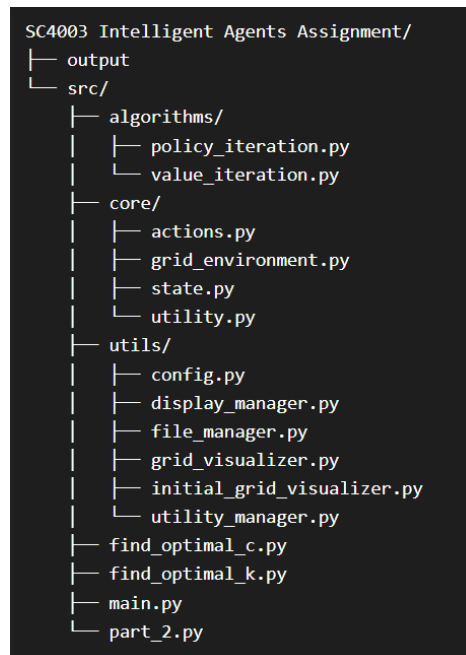 SC4003 Intelligent Agents Assignment/
├── output
└── src/
    ├── algorithms/
    │   ├── policy_iteration.py
    │   └── value_iteration.py
    ├── core/
    │   ├── actions.py
    │   ├── grid_environment.py
    │   ├── state.py
    │   └── utility.py
    ├── utils/
    │   ├── config.py
    │   ├── display_manager.py
    │   ├── file_manager.py
    │   ├── grid_visualizer.py
    │   ├── initial_grid_visualizer.py
    │   └── utility_manager.py
    ├── find_optimal_c.py
    ├── find_optimal_k.py
    ├── main.py
    └── part_2.py